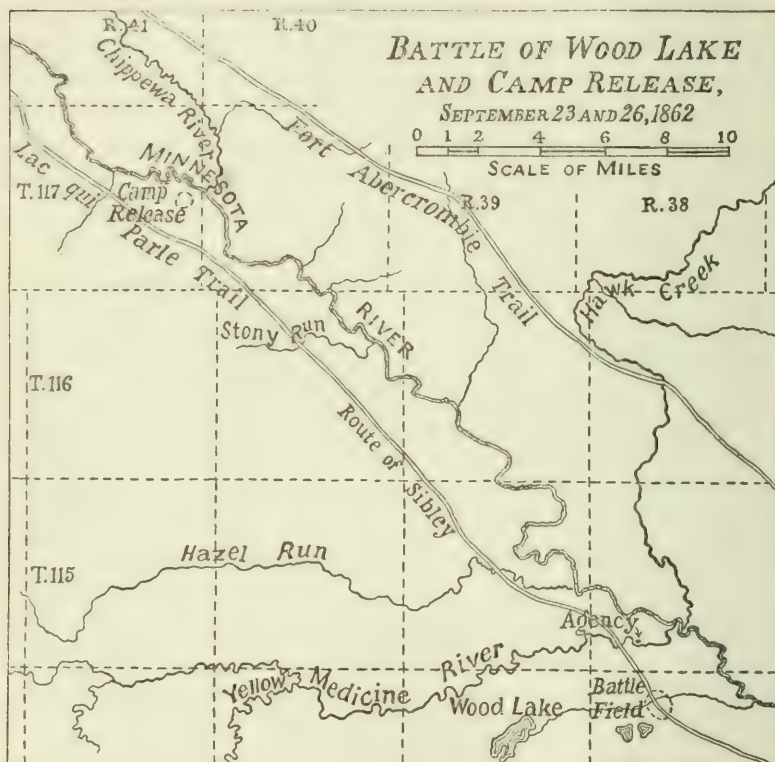 BATTLE OF WOOD LAKE
AND CAMP RELEASE,
SEPTEMBER 23 AND 26, 1862
0 1 2 4 6 8 10
SCALE OF MILES
R.41
R.40
Chippewa River
Fort Abercrombie Trail
MINNESOTA RIVER
R.39
R.38
T.117
Camp
Release
Lac qui Parle Trail
Hawk Creek
Stony Run
T.116
Route of Sibley
Hazel Run
T.115
Agency
Yellow Medicine River
Wood Lake
Battle
Field